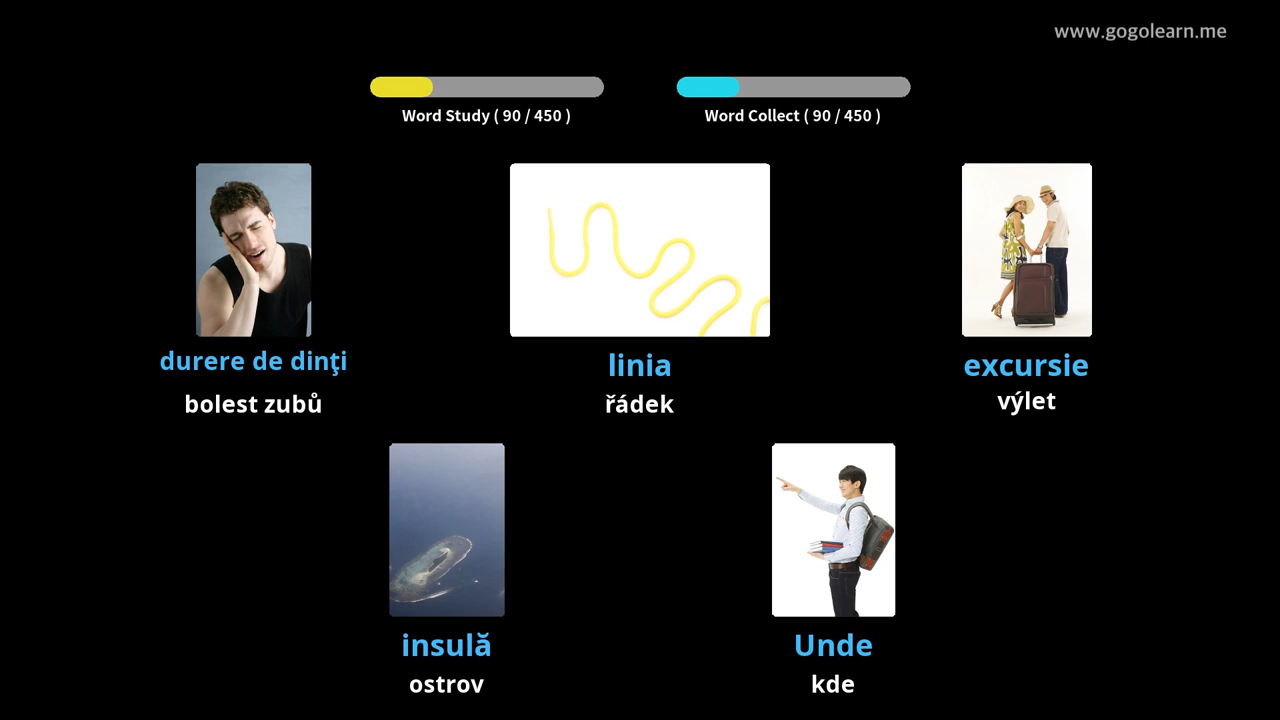 www.gogolearn.me
Word Study ( 90 / 450 )
Word Collect ( 90 / 450 )
durere de dinţi
bolest zubů
linia
řádek
excursie
výlet
insulă
ostrov
Unde
kde